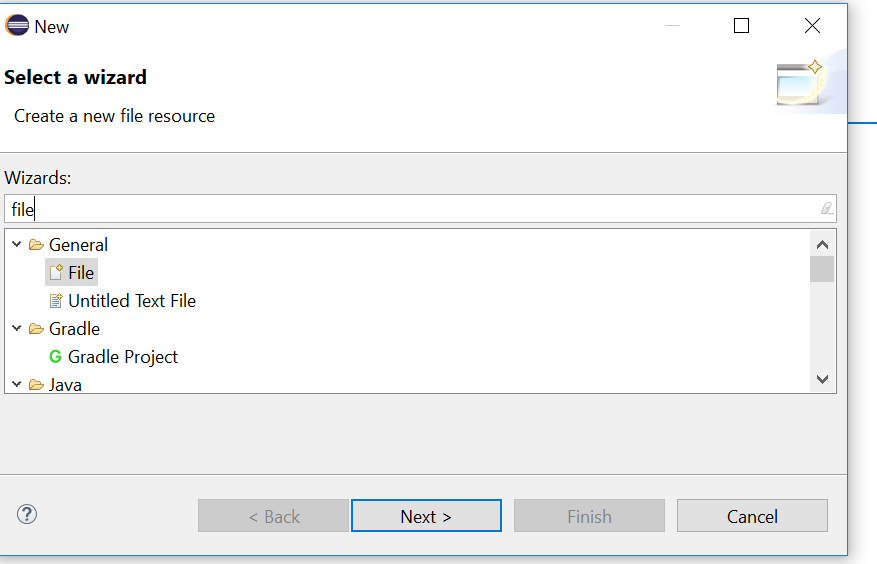 New
Select a wizard
Create a new file resource
Wizards:
file
General
File
Untitled Text File
Gradle
G Gradle Project
Java
?
< Back Next > Finish Cancel